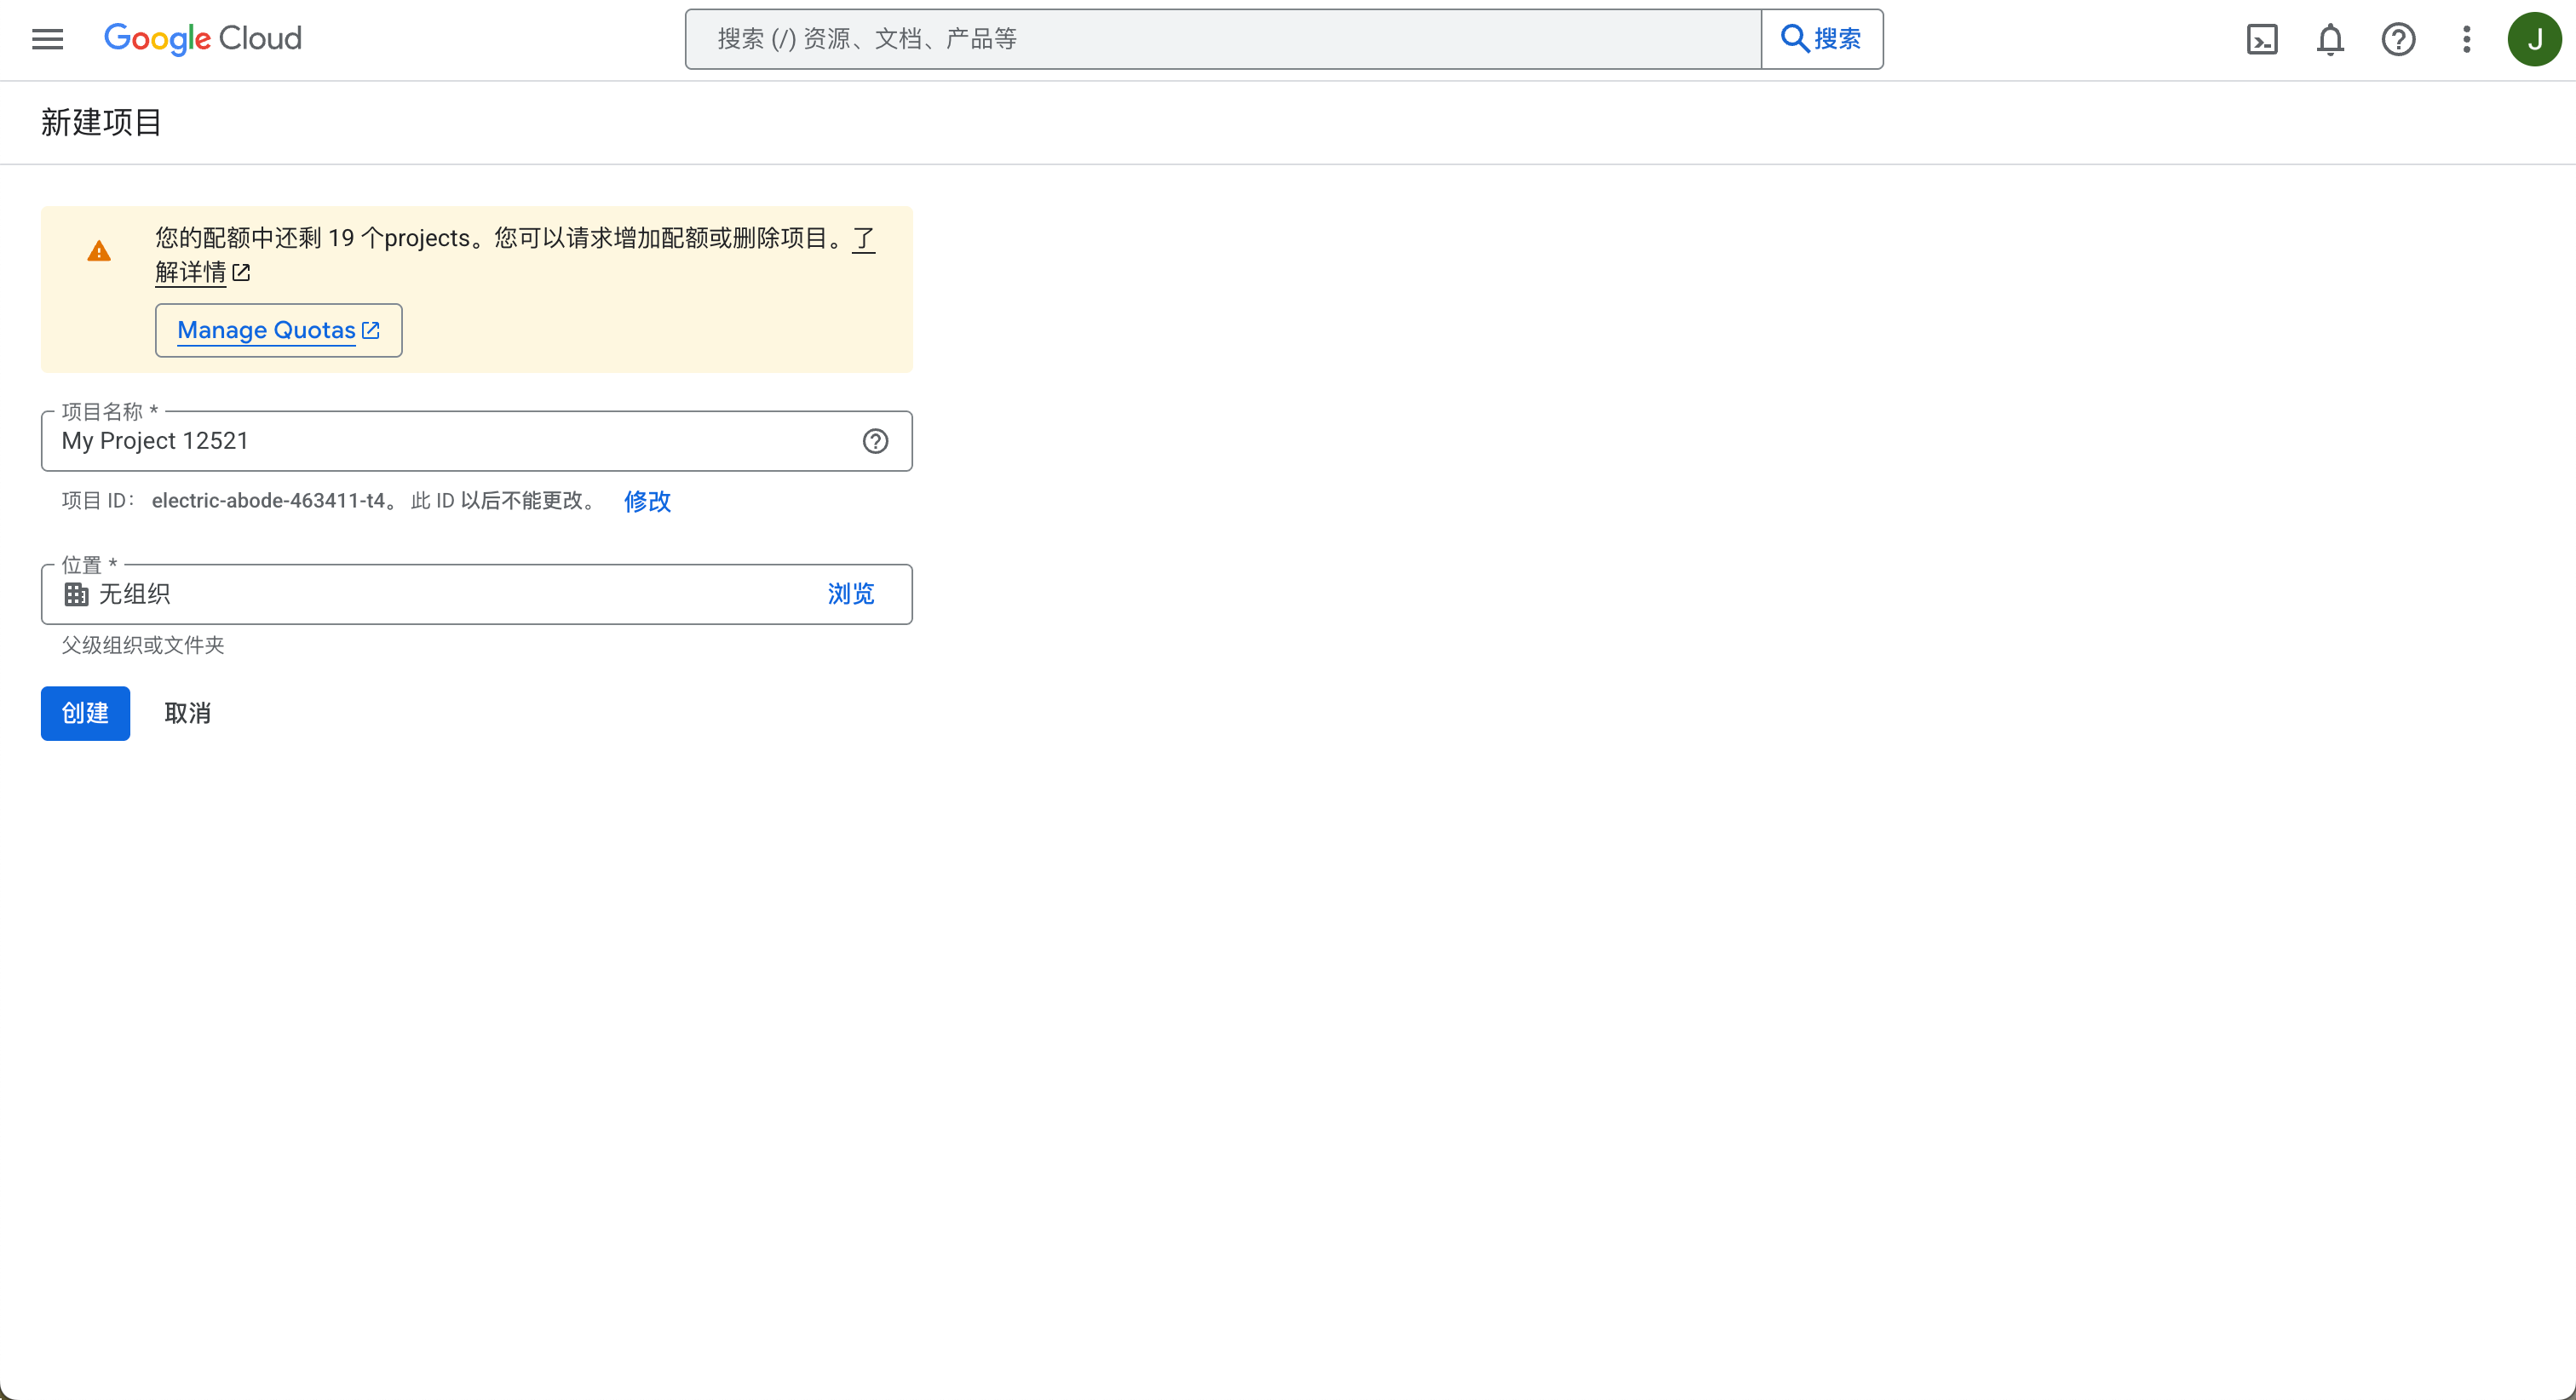 Google Cloud
搜索 (/) 资源、文档、产品等
搜索
J
新建项目
您的配额中还剩 19 个projects。您可以请求增加配额或删除项目。了
解详情
Manage Quotas
项目名称 *
My Project 12521
项目 ID： electric-abode-463411-t4。 此 ID 以后不能更改。 修改
位置 *
无组织 浏览
父级组织或文件夹
创建 取消